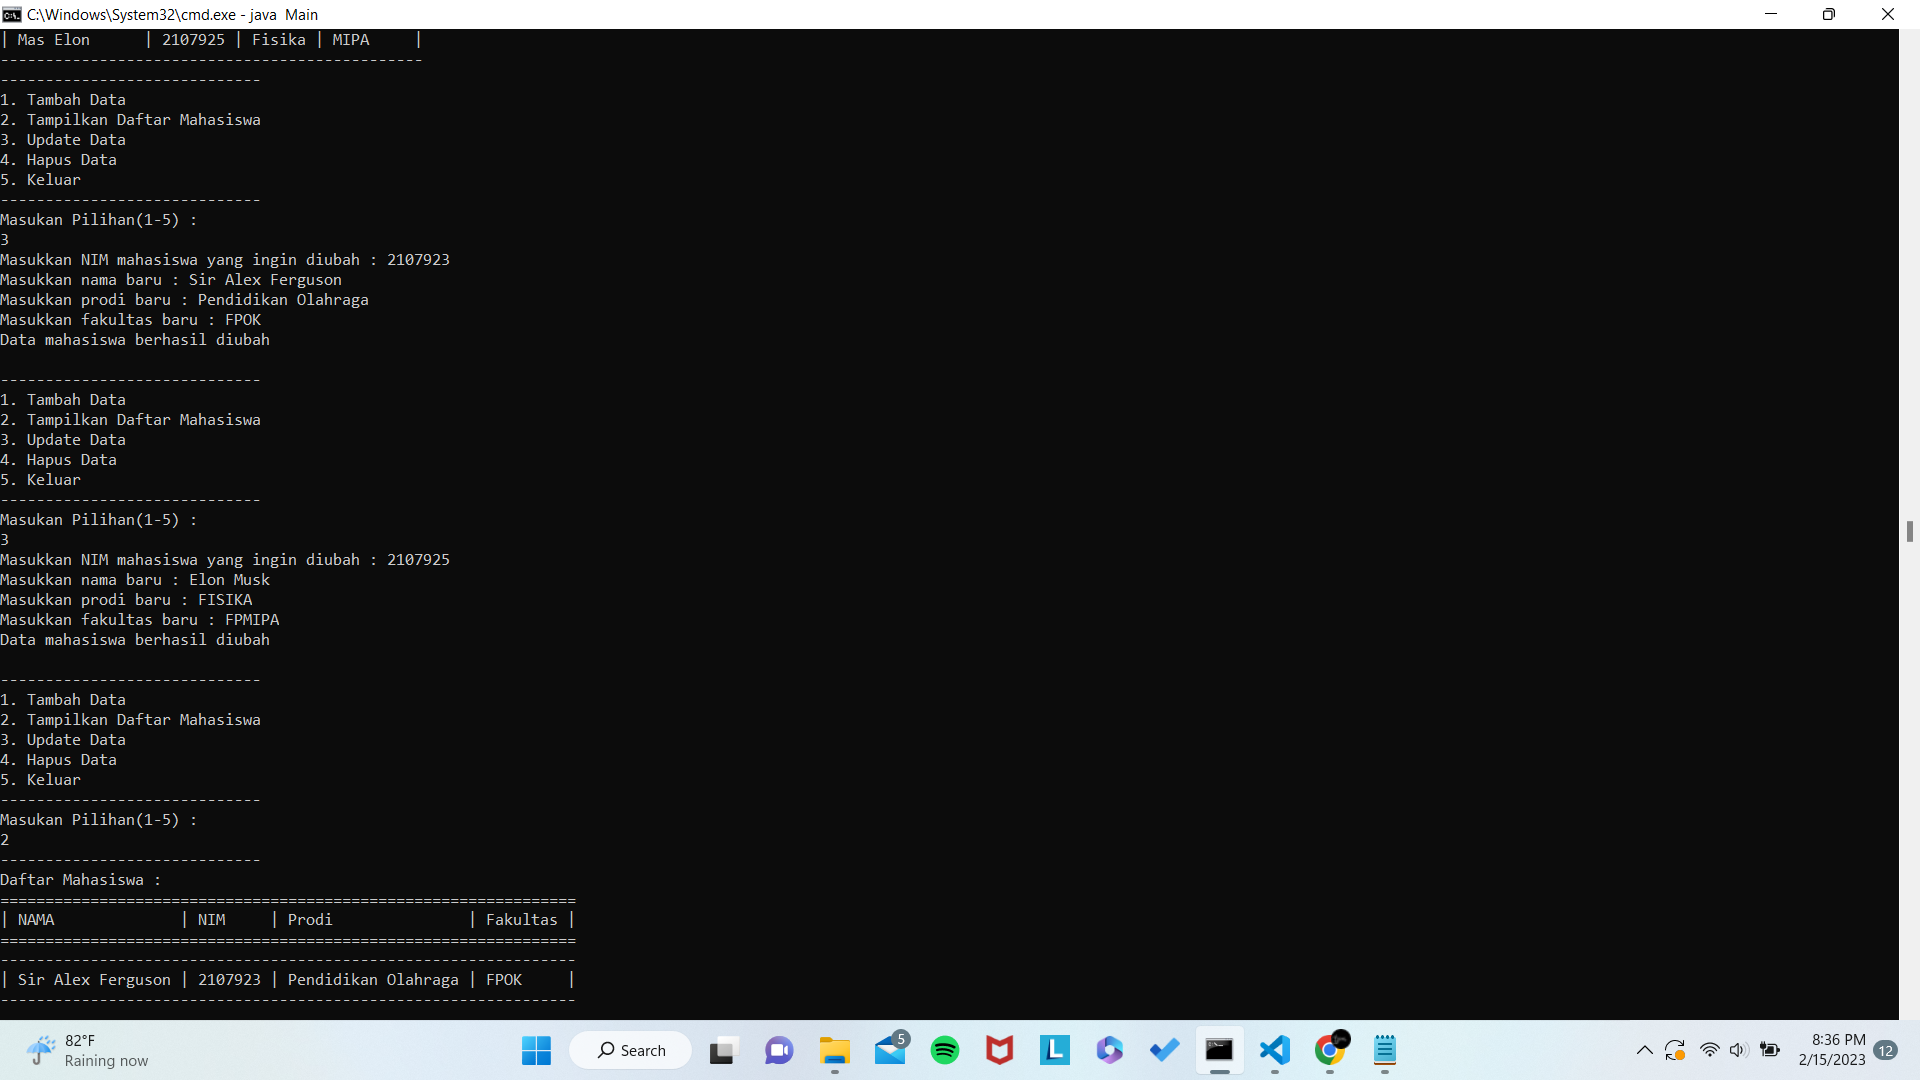 C:\Windows\System32\cmd.exe - java  Main
| Mas Elon      | 2107925 | Fisika | MIPA     |
-----------------------------------------------
-----------------------------
1. Tambah Data
2. Tampilkan Daftar Mahasiswa
3. Update Data
4. Hapus Data
5. Keluar
-----------------------------
Masukan Pilihan(1-5) :
3
Masukkan NIM mahasiswa yang ingin diubah : 2107923
Masukkan nama baru : Sir Alex Ferguson
Masukkan prodi baru : Pendidikan Olahraga
Masukkan fakultas baru : FPOK
Data mahasiswa berhasil diubah

-----------------------------
1. Tambah Data
2. Tampilkan Daftar Mahasiswa
3. Update Data
4. Hapus Data
5. Keluar
-----------------------------
Masukan Pilihan(1-5) :
3
Masukkan NIM mahasiswa yang ingin diubah : 2107925
Masukkan nama baru : Elon Musk
Masukkan prodi baru : FISIKA
Masukkan fakultas baru : FPMIPA
Data mahasiswa berhasil diubah

-----------------------------
1. Tambah Data
2. Tampilkan Daftar Mahasiswa
3. Update Data
4. Hapus Data
5. Keluar
-----------------------------
Masukan Pilihan(1-5) :
2
-----------------------------
Daftar Mahasiswa :
================================================================
| NAMA              | NIM     | Prodi               | Fakultas |
================================================================
----------------------------------------------------------------
| Sir Alex Ferguson | 2107923 | Pendidikan Olahraga | FPOK     |
----------------------------------------------------------------
82°F
Raining now
Search
5
L
8:36 PM
2/15/2023
12